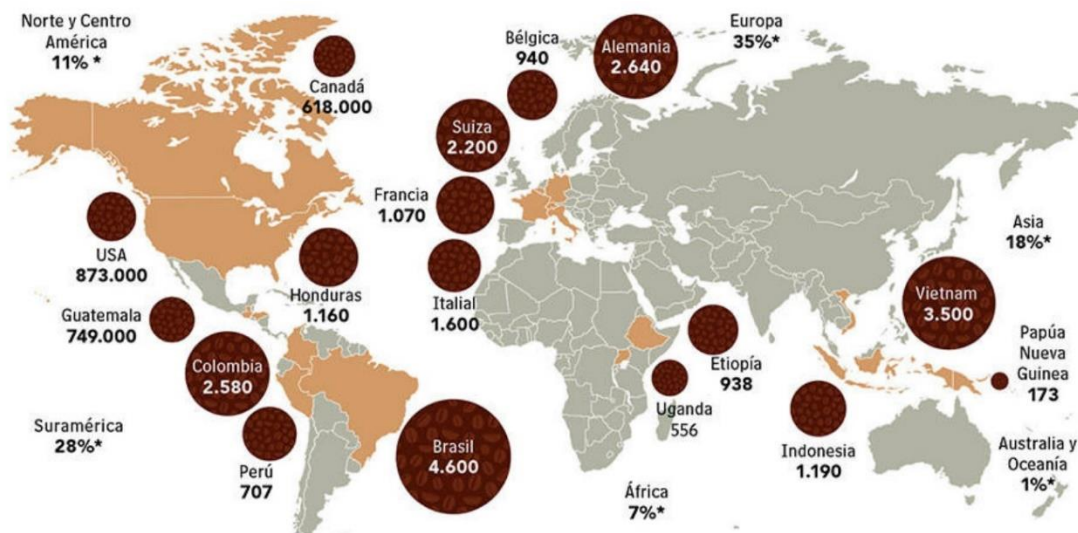 Norte y Centro
América
11% *
Canadá
618.000
Bélgica
940
Alemania
2.640
Europa
35%*
Suiza
2.200
Francia
1.070
USA
873.000
Honduras
1.160
Italial
1.600
Asia
18%*
Guatemala
749.000
Colombia
2.580
Vietnam
3.500
Etiopía
938
Papúa
Nueva
Guinea
173
Uganda
556
Suramérica
28%*
Perú
707
Brasil
4.600
Indonesia
1.190
Australia y
Oceanía
1%*
África
7%*